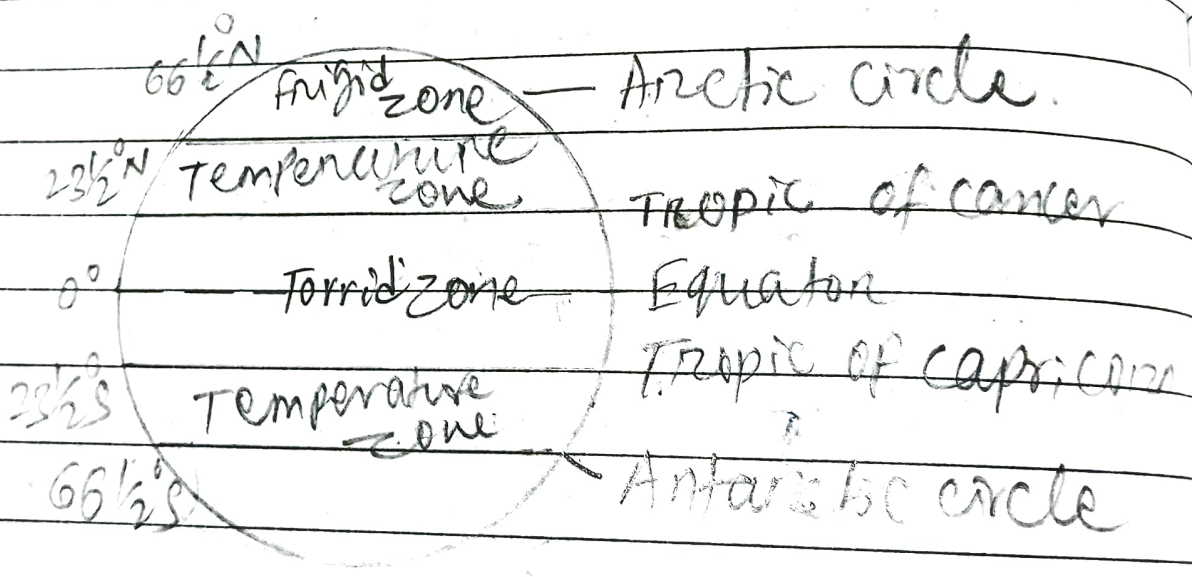 66½°N Frigid zone — Arctic circle.
23½°N Temperature zone Tropic of cancer
0° Torrid zone Equator
23½°S Temperature zone Tropic of capricorn
66½°S Antarctic circle